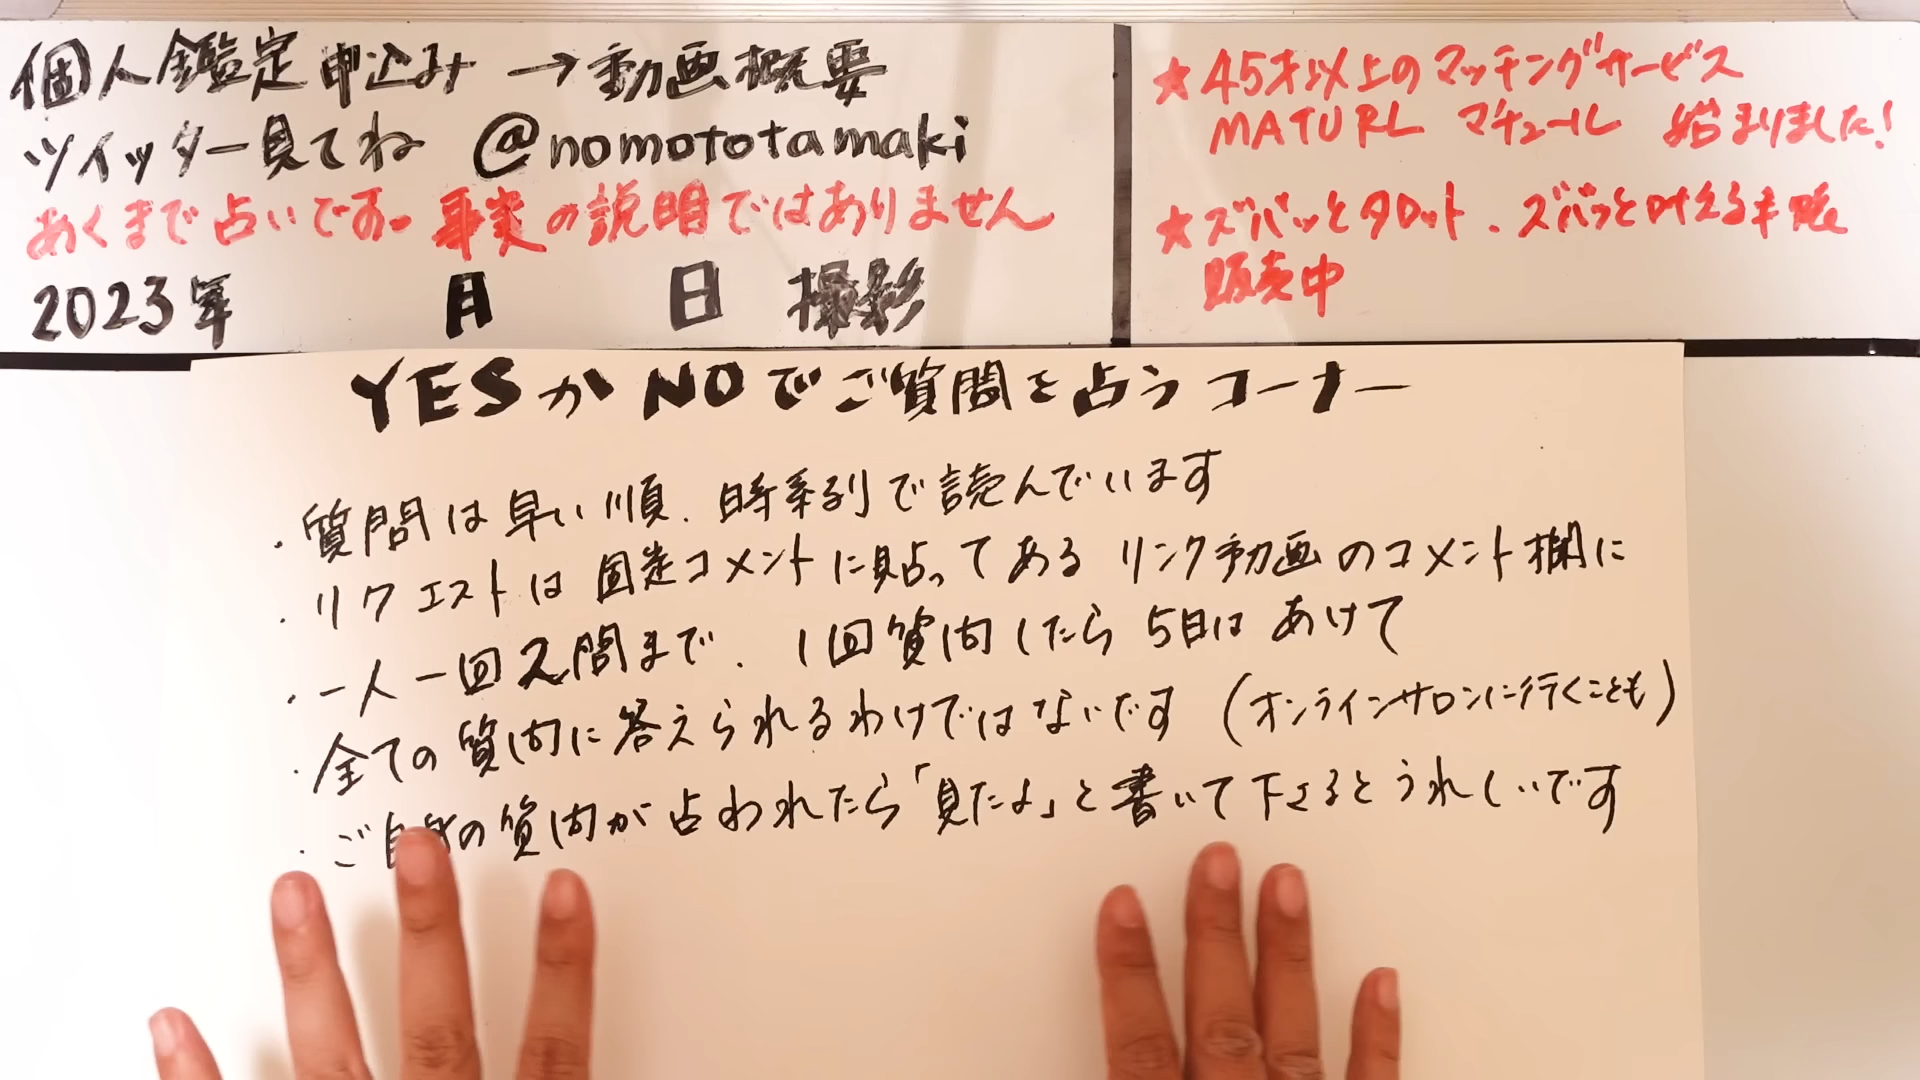 個人鑑定申込み→動画概要
ツイッター見てね @nomototamaki
あくまで占いです。事実の説明ではありません
2023年 月 日 撮影
★45才以上のマッチングサービス
MATURL マチュール 始まりました!
★ズバッとタロット.ズバッと叶える手帳
販売中
YESかNOでご質問を占うコーナー
・質問は早い順.時系列で読んでいます
・リクエストは固定コメントに貼ってあるリンク動画のコメント欄に
・一人一回2問まで.1回質問したら5日はあけて
・全ての質問に答えられるわけではないです(オンラインサロンに行くことも)
・ご自身の質問が占われたら「見たよ」と書いて下さるとうれしいです